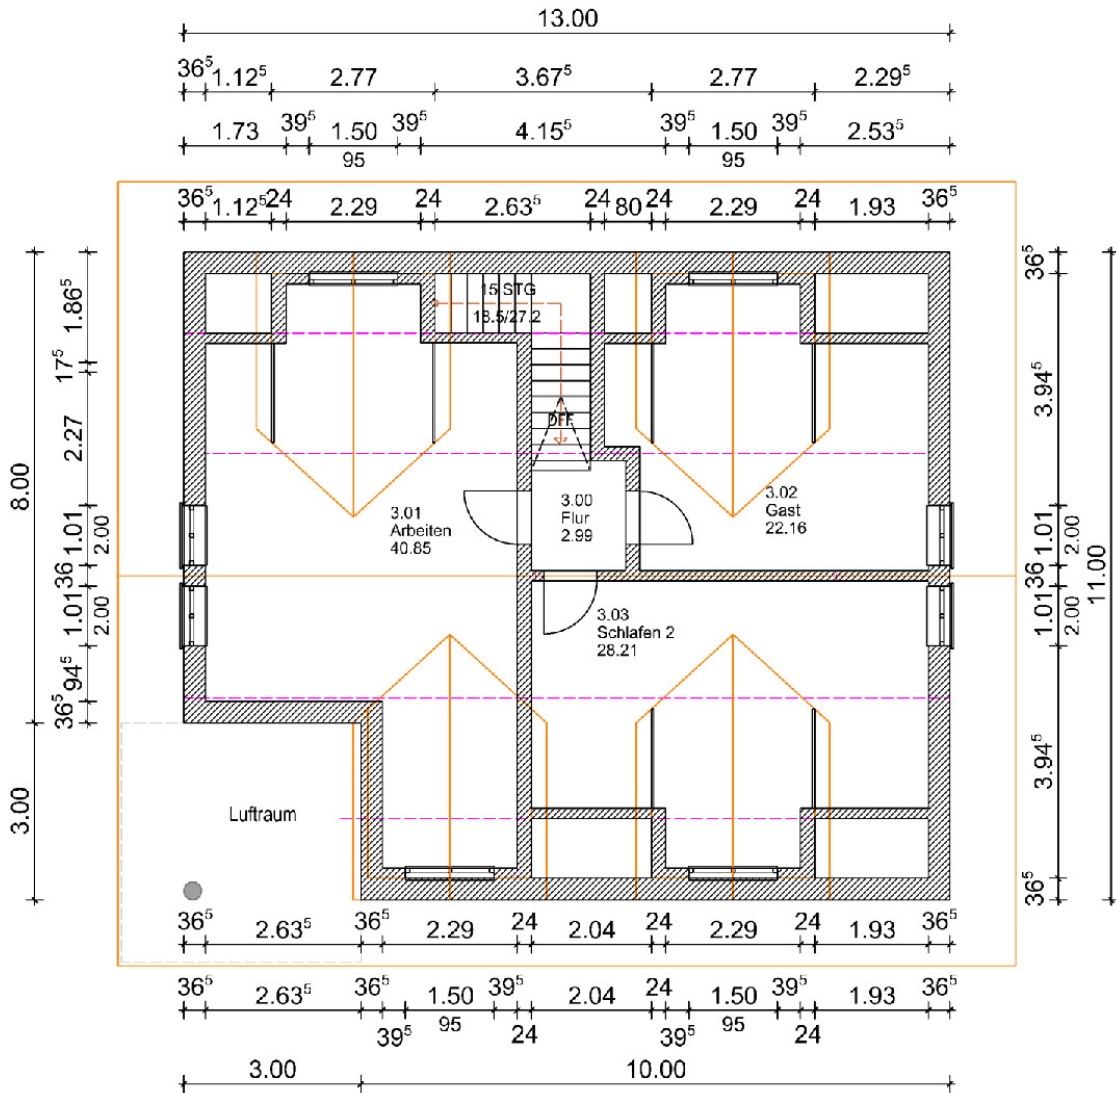 13.00
36⁵ 1.12⁵ 2.77 3.67⁵ 2.77 2.29⁵
1.73 39⁵ 1.50 39⁵ 4.15⁵ 39⁵ 1.50 39⁵ 2.53⁵
95 95
36⁵ 1.12⁵ 24 2.29 24 2.63⁵ 24 80 24 2.29 24 1.93 36⁵
8.00
3.00
1.86⁵
17⁵
2.27
1.01 2.00
36
1.01 2.00
94⁵
36⁵
15 STG
18.5/27.2
DFF
3.01
Arbeiten
40.85
3.00
Flur
2.99
3.02
Gast
22.16
3.03
Schlafen 2
28.21
Luftraum
36⁵
3.94⁵
1.01 2.00
36
1.01 2.00
3.94⁵
36⁵
11.00
36⁵ 2.63⁵ 36⁵ 2.29 24 2.04 24 2.29 24 1.93 36⁵
36⁵ 2.63⁵ 36⁵ 1.50 39⁵ 2.04 24 1.50 39⁵ 1.93 36⁵
39⁵ 95 24 39⁵ 95 24
3.00 10.00